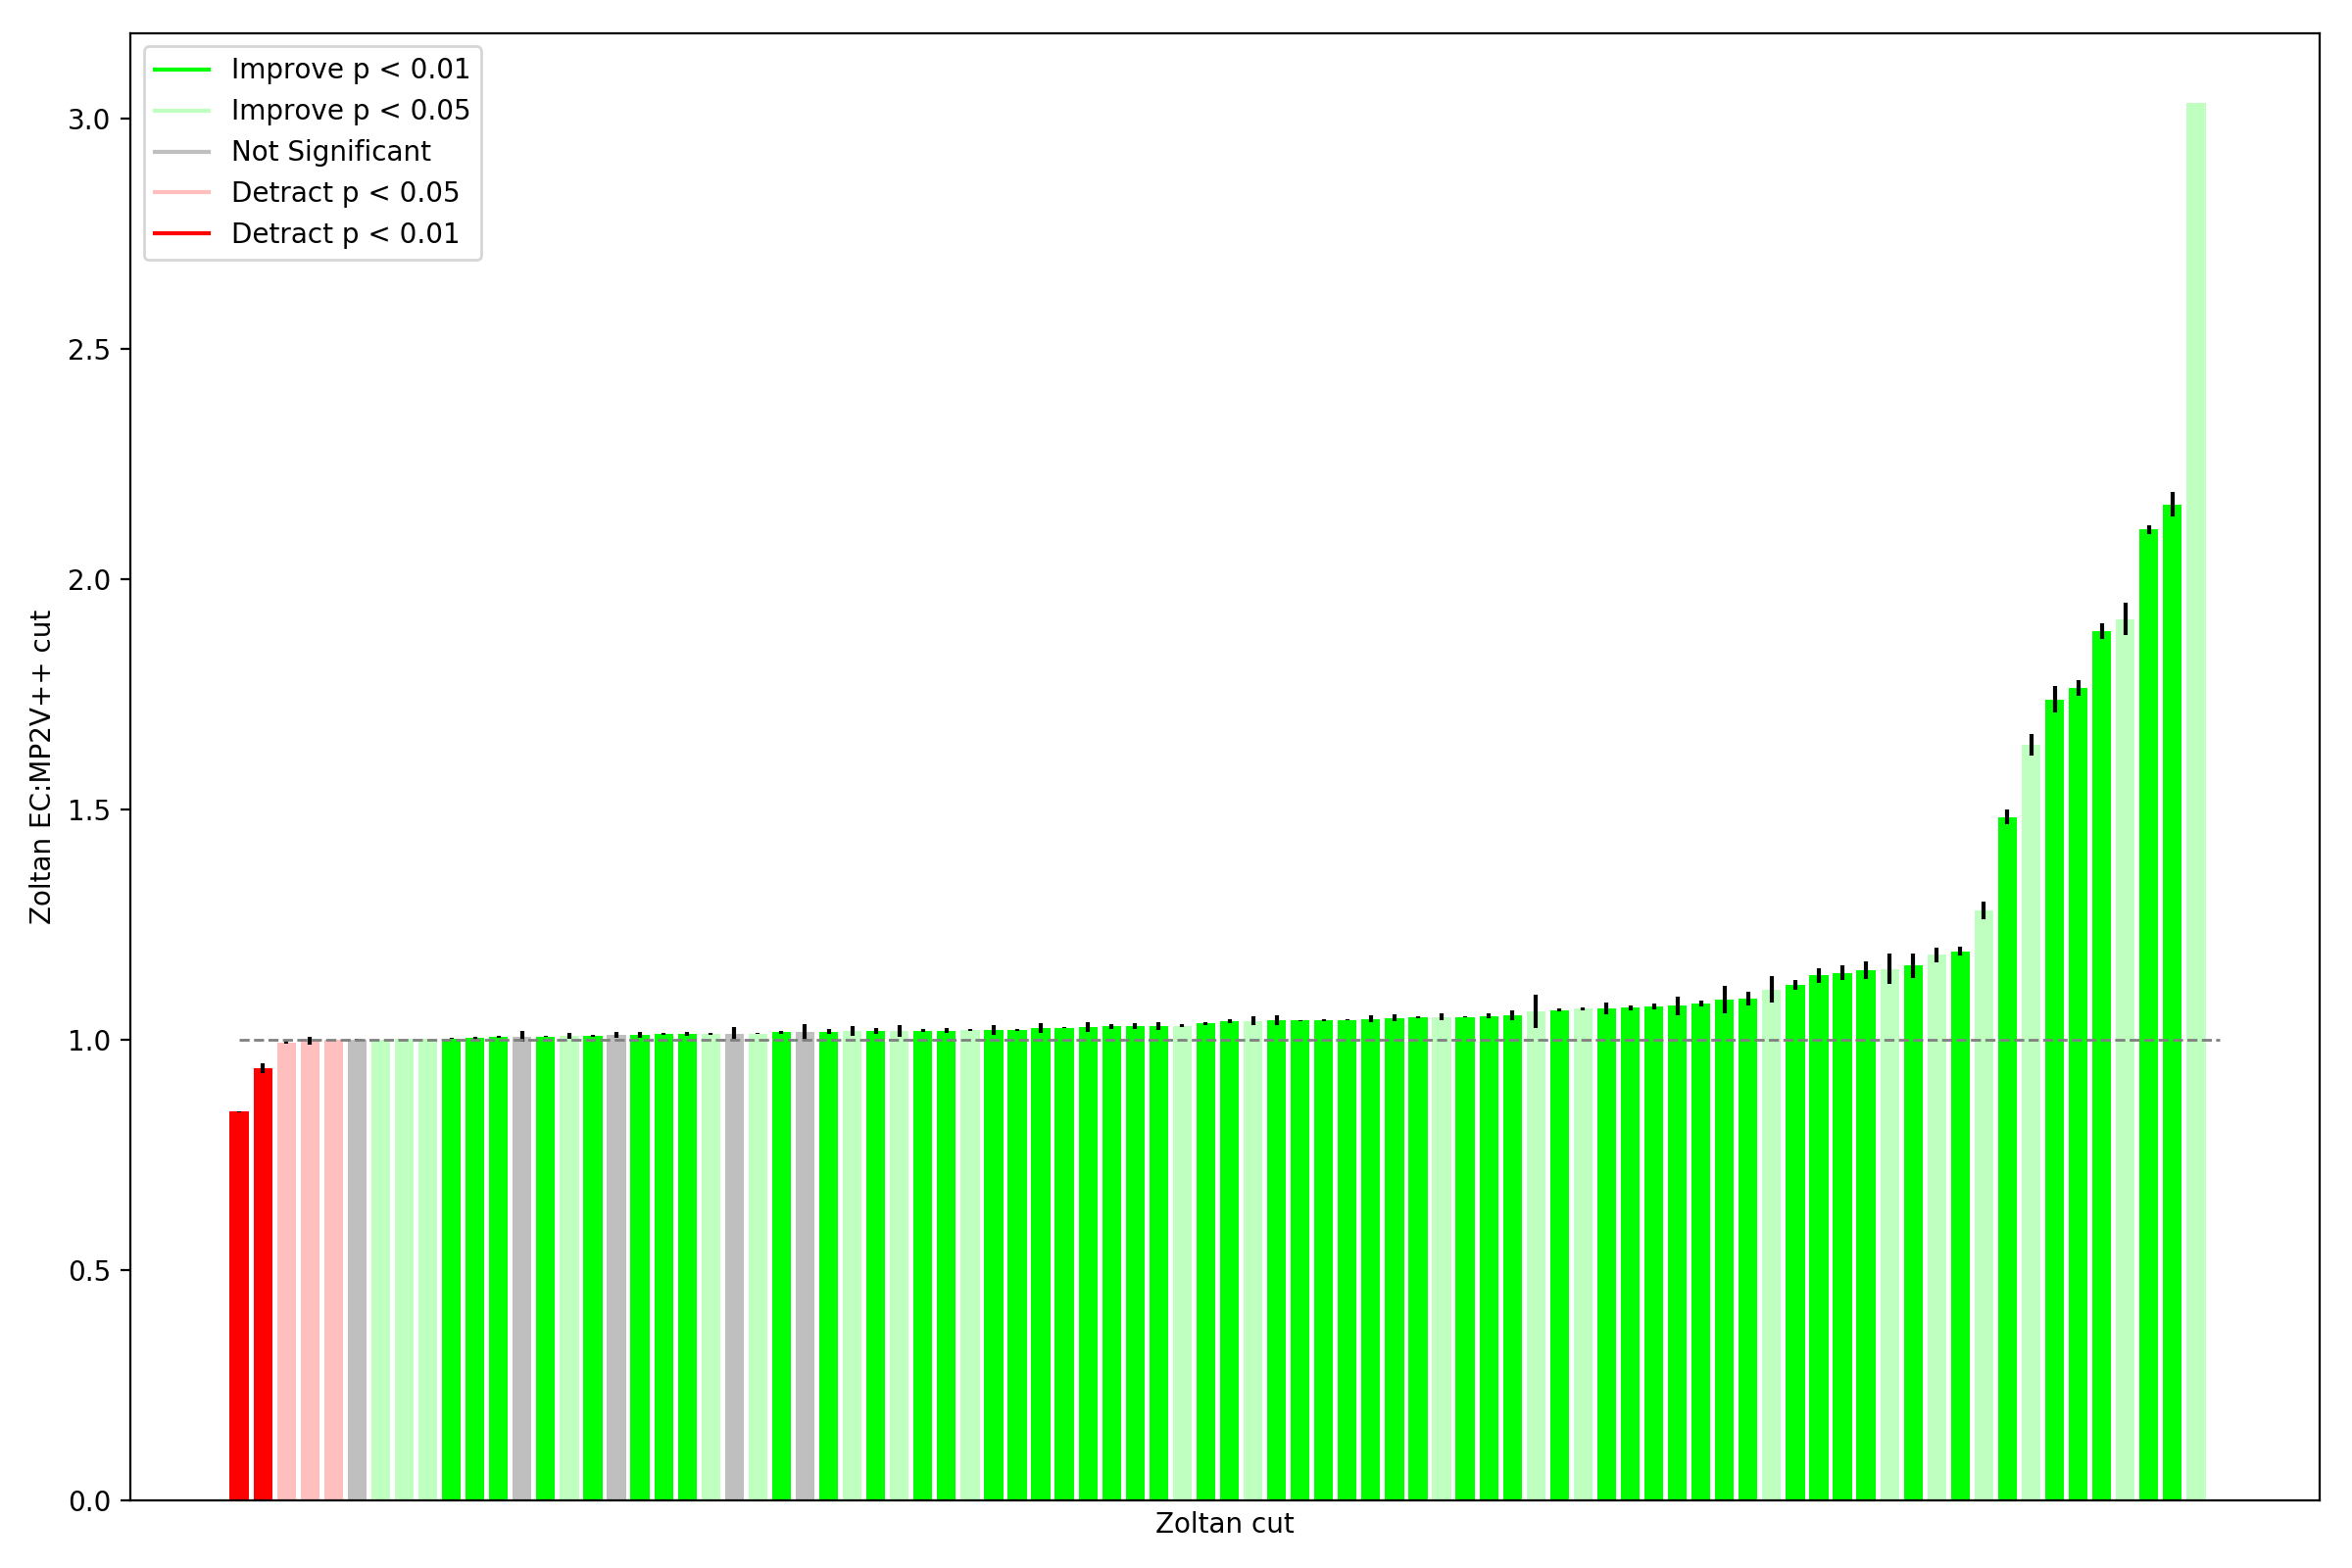 Improve p < 0.01
Improve p < 0.05
Not Significant
Detract p < 0.05
Detract p < 0.01
3.0
2.5
2.0
1.5
1.0
0.5
0.0
Zoltan EC:MP2V++ cut
Zoltan cut